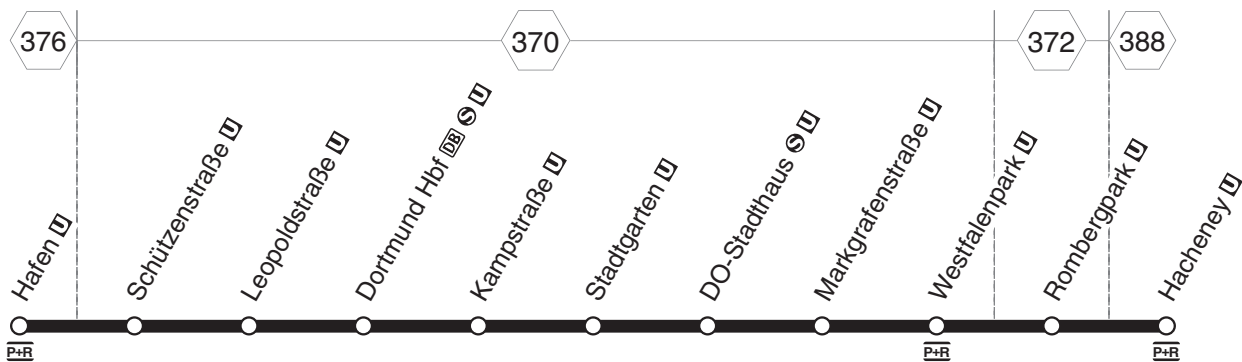 376 370 372 388
Hafen U
Schützenstraße U
Leopoldstraße U
Dortmund Hbf DB S U
Kampstraße U
Stadtgarten U
DO-Stadthaus S U
Markgrafenstraße U
Westfalenpark U
Rombergpark U
Hacheney U
P+R P+R P+R